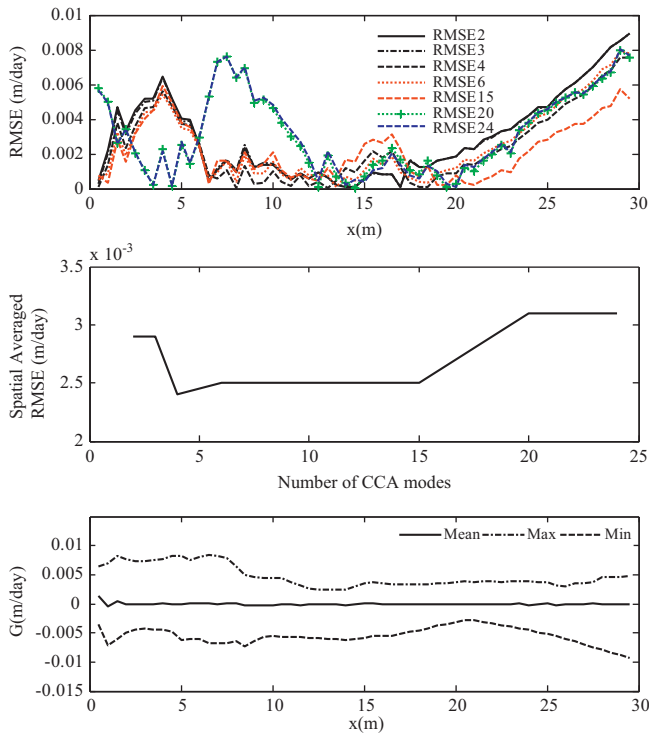 0.01
0.008
0.006
0.004
0.002
0
RMSE (m/day)
RMSE2
RMSE3
RMSE4
RMSE6
RMSE15
RMSE20
RMSE24
0 5 10 15 20 25 30
x(m)
x 10⁻³
3.5
3
2.5
2
Spatial Averaged
RMSE (m/day)
0 5 10 15 20 25
Number of CCA modes
0.01
0.005
0
-0.005
-0.01
-0.015
G(m/day)
Mean Max Min
0 5 10 15 20 25 30
x(m)